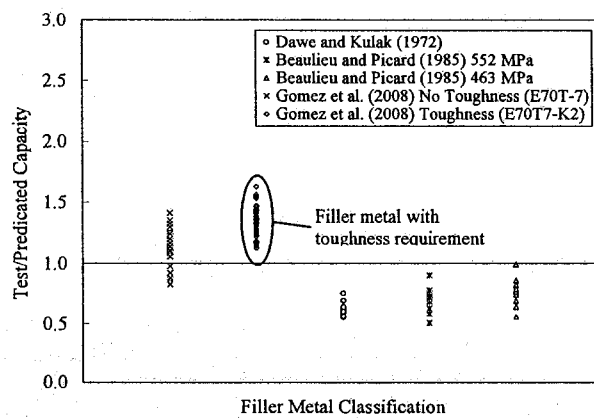 3.0
2.5
2.0
1.5
1.0
0.5
0.0
Test/Predicated Capacity
Dawe and Kulak (1972)
Beaulieu and Picard (1985) 552 MPa
Beaulieu and Picard (1985) 463 MPa
Gomez et al. (2008) No Toughness (E70T-7)
Gomez et al. (2008) Toughness (E70T7-K2)
Filler metal with
toughness requirement
Filler Metal Classification